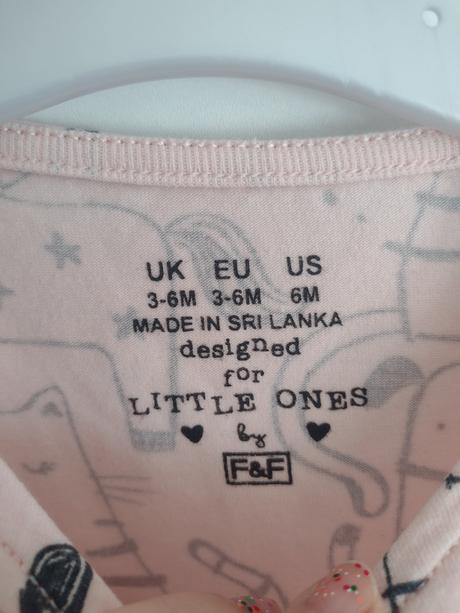 UK EU US
3-6M 3-6M 6M
MADE IN SRI LANKA
designed
for
LITTLE ONES
by
F&F